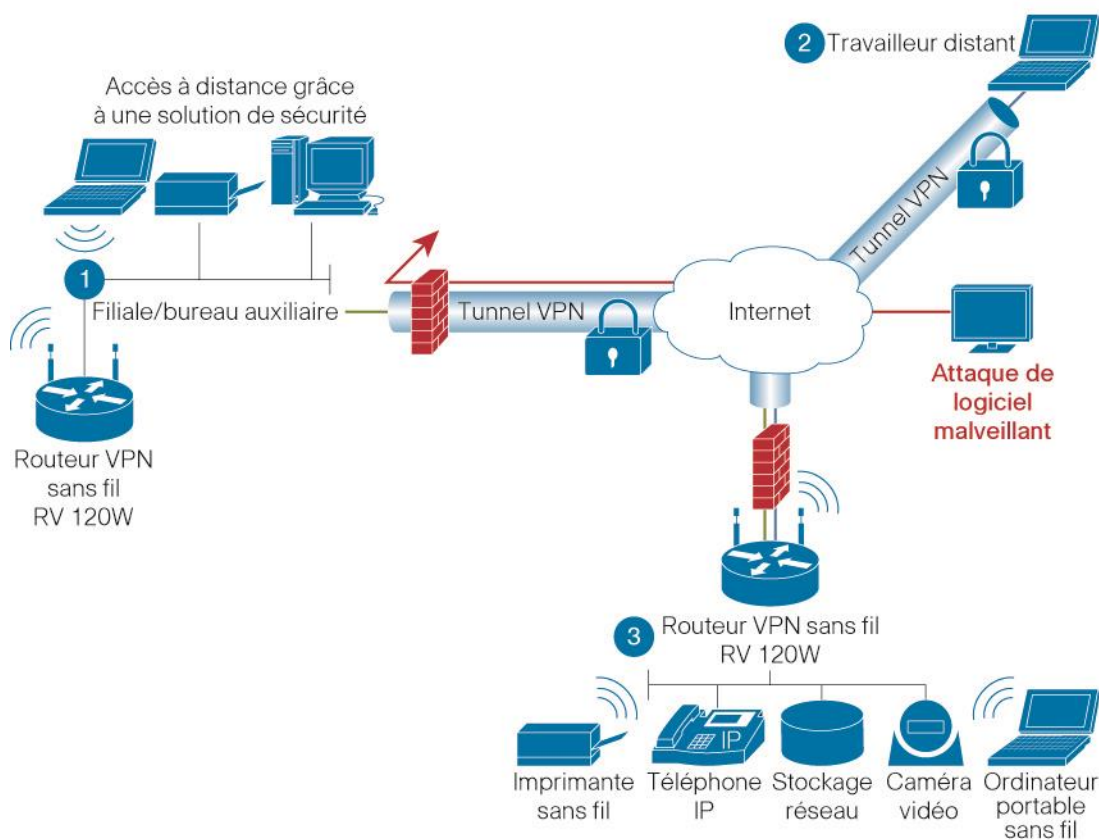 2 Travailleur distant
Accès à distance grâce
à une solution de sécurité
Tunnel VPN
1
Filiale/bureau auxiliaire
Tunnel VPN
Internet
Attaque de
logiciel
malveillant
Routeur VPN
sans fil
RV 120W
3
Routeur VPN sans fil
RV 120W
IP
Imprimante
sans fil
Téléphone
IP
Stockage
réseau
Caméra
vidéo
Ordinateur
portable
sans fil